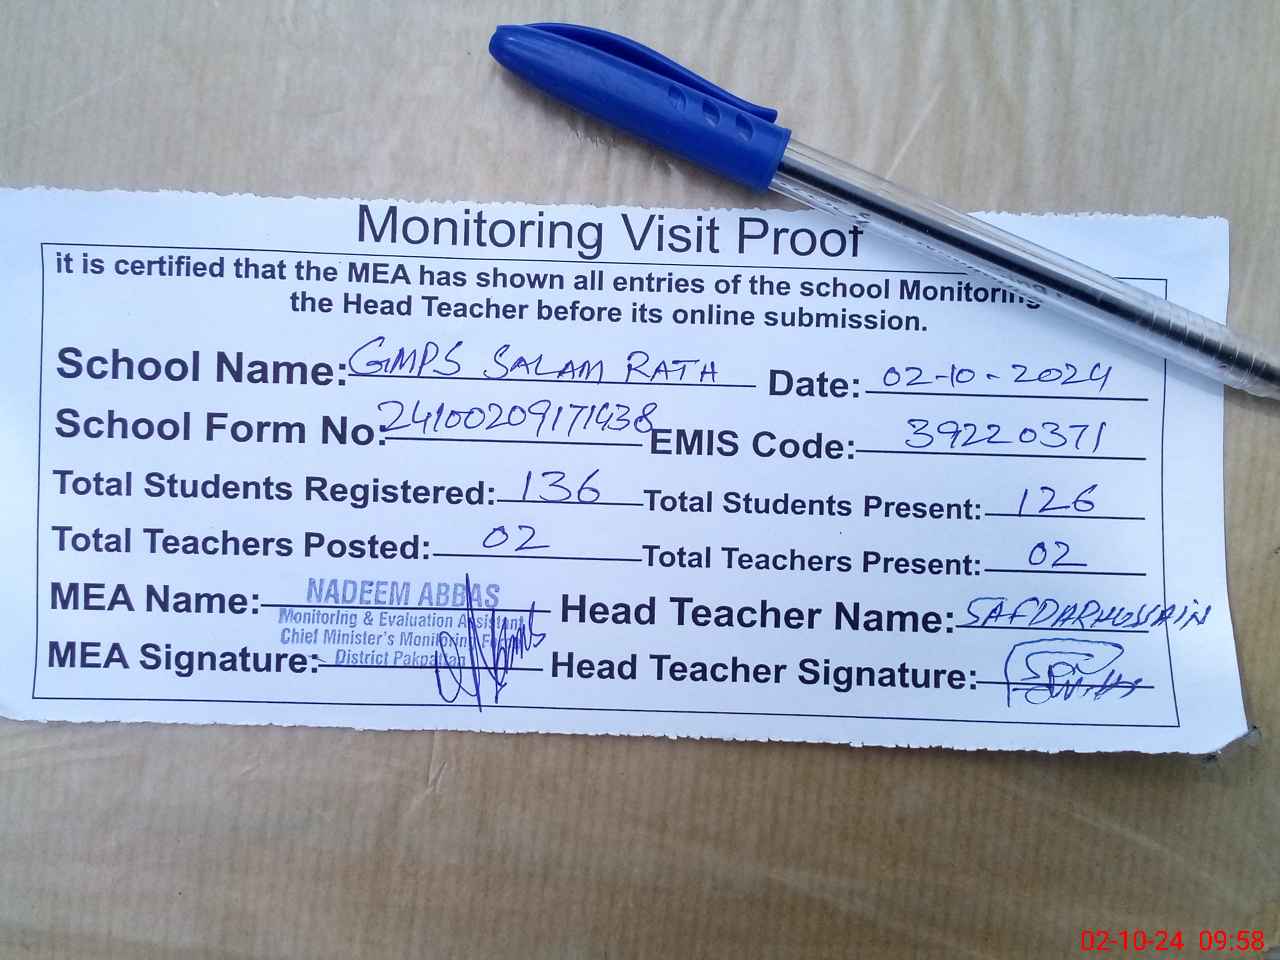 Monitoring Visit Proof
it is certified that the MEA has shown all entries of the school Monitoring
the Head Teacher before its online submission.
School Name: GMPS SALAM RATH Date: 02-10-2024
School Form No: 24100209171438 EMIS Code: 39220371
Total Students Registered: 136 Total Students Present: 126
Total Teachers Posted: 02 Total Teachers Present: 02
MEA Name: NADEEM ABBAS Head Teacher Name: SAFDAR HUSSAIN
Monitoring & Evaluation Assistant
Chief Minister's Monitoring Force
District Pakpattan
MEA Signature: Head Teacher Signature:
02-10-24 09:58